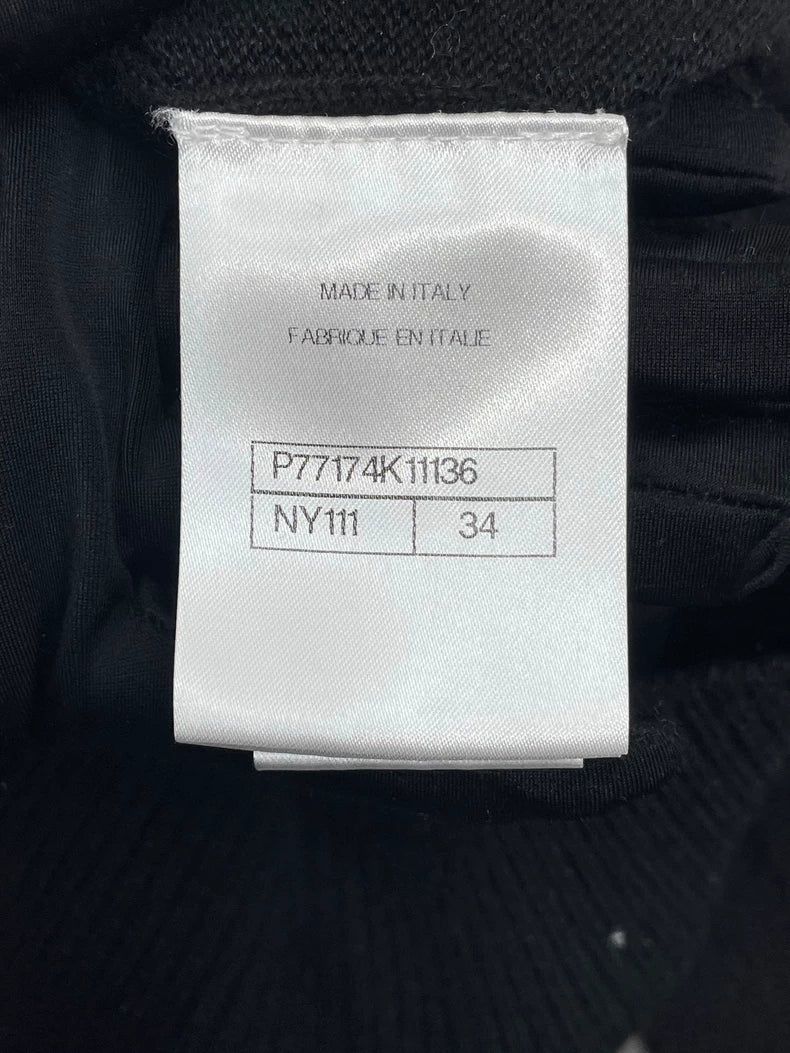 MADE IN ITALY
FABRIQUE EN ITALIE
P77174K11136
NY111 34